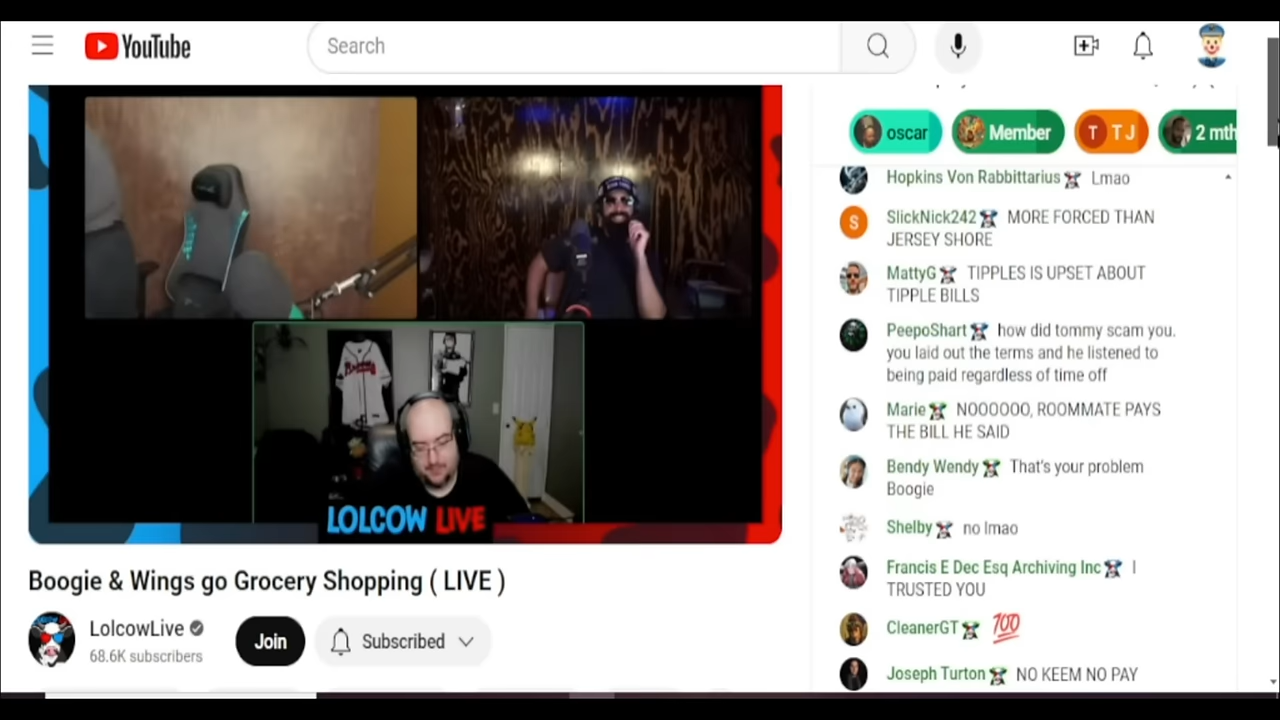 YouTube
Search
oscar
Member
T TJ
2 mth
Hopkins Von Rabbittarius Lmao
S SlickNick242 MORE FORCED THAN
JERSEY SHORE
MattyG TIPPLES IS UPSET ABOUT
TIPPLE BILLS
PeepoShart how did tommy scam you.
you laid out the terms and he listened to
being paid regardless of time off
Marie NOOOOOO, ROOMMATE PAYS
THE BILL HE SAID
Bendy Wendy That's your problem
Boogie
Shelby no lmao
Francis E Dec Esq Archiving Inc I
TRUSTED YOU
CleanerGT 100
Joseph Turton NO KEEM NO PAY
LOLCOW LIVE
Boogie & Wings go Grocery Shopping ( LIVE )
LolcowLive
68.6K subscribers
Join
Subscribed